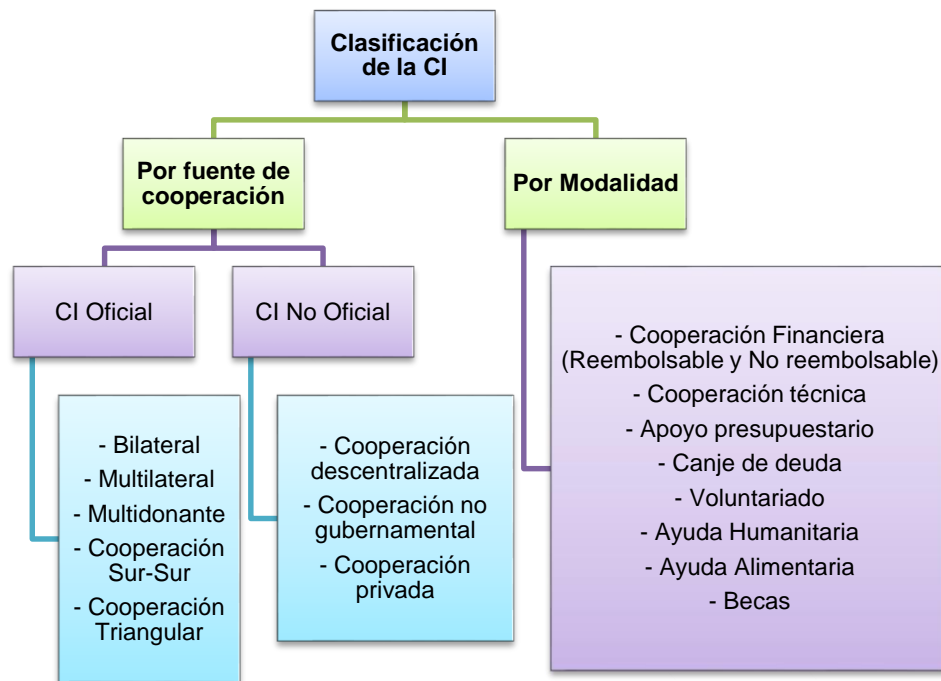 Clasificación
de la CI
Por fuente de
cooperación
Por Modalidad
CI Oficial
CI No Oficial
- Bilateral
- Multilateral
- Multidonante
- Cooperación
Sur-Sur
- Cooperación
Triangular
- Cooperación
descentralizada
- Cooperación no
gubernamental
- Cooperación
privada
- Cooperación Financiera
(Reembolsable y No reembolsable)
- Cooperación técnica
- Apoyo presupuestario
- Canje de deuda
- Voluntariado
- Ayuda Humanitaria
- Ayuda Alimentaria
- Becas